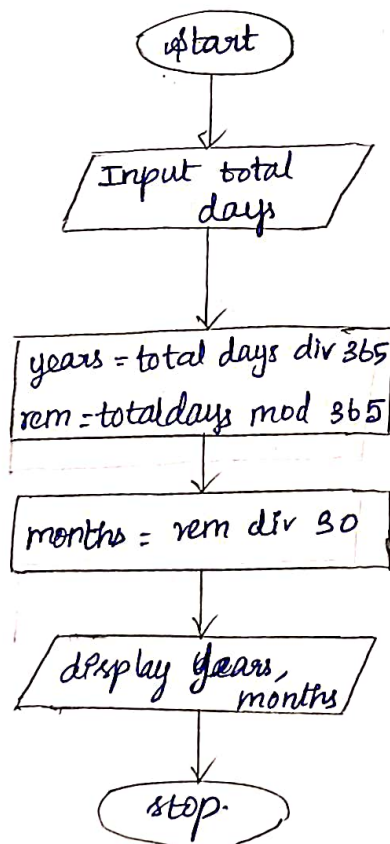 Start
Input total
days
years = total days div 365
rem = totaldays mod 365
months = rem div 30
display years,
months
stop.